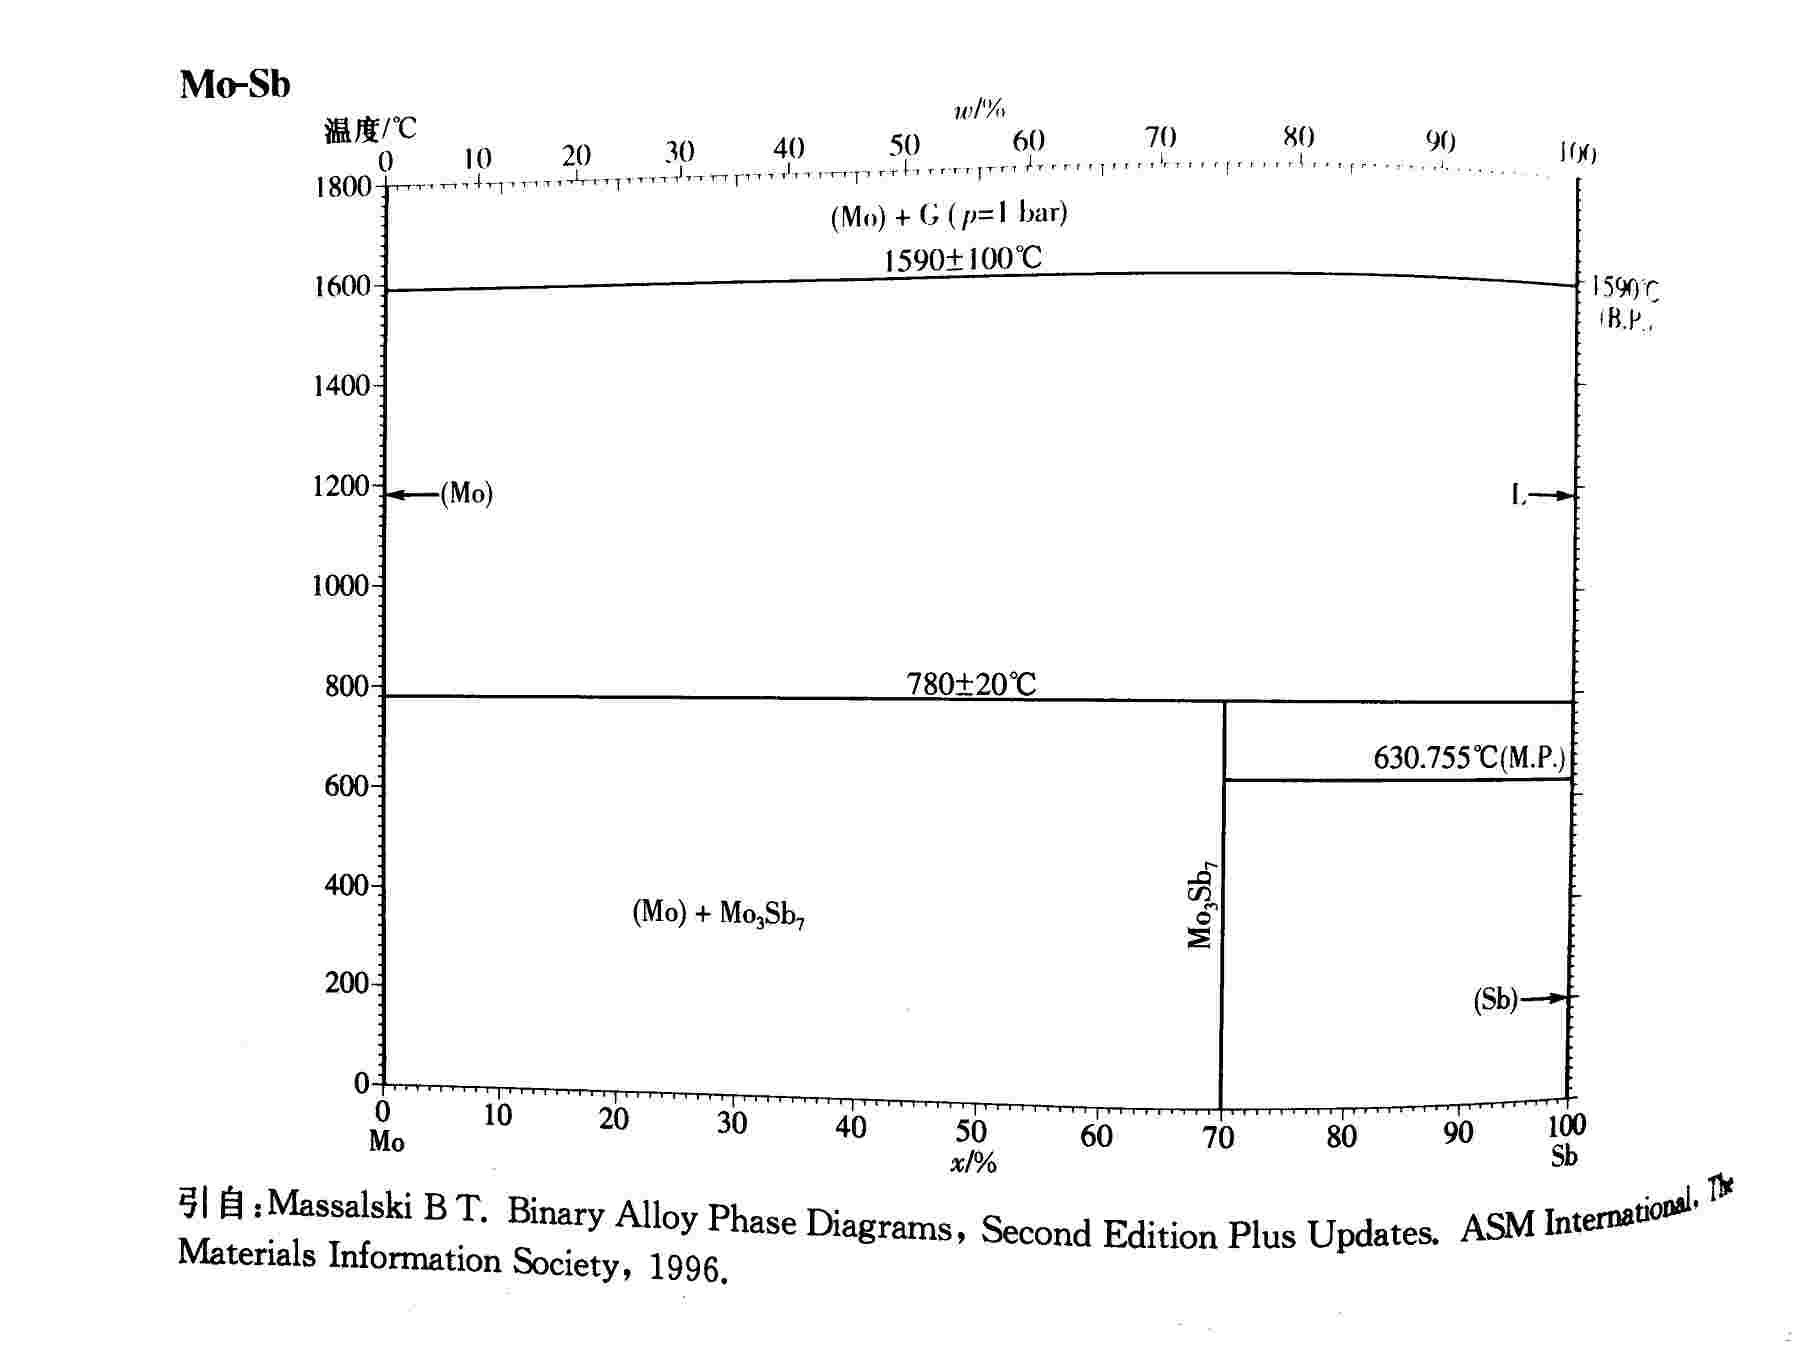 Mo-Sb
温度/℃
w/%
0 10 20 30 40 50 60 70 80 90 100
1800
(Mo) + G (p=1 bar)
1590±100℃
1600
1590℃
(B.P.)
1400
1200
(Mo)
L
1000
800
780±20℃
630.755℃(M.P.)
600
400
(Mo) + Mo₃Sb₇
Mo₃Sb₇
200
(Sb)
0
0 10 20 30 40 50 60 70 80 90 100
Mo
x/%
Sb
引自:Massalski B T. Binary Alloy Phase Diagrams, Second Edition Plus Updates. ASM International, The
Materials Information Society, 1996.